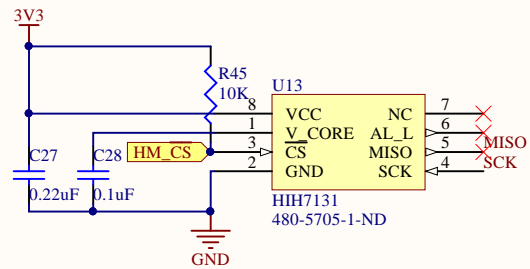 3V3
R45
10K
U13
8 VCC NC 7
1 V_CORE AL_L 6
HM_CS 3 CS MISO 5 MISO
2 GND SCK 4 SCK
C27
0.22uF
C28
0.1uF
HIH7131
480-5705-1-ND
GND